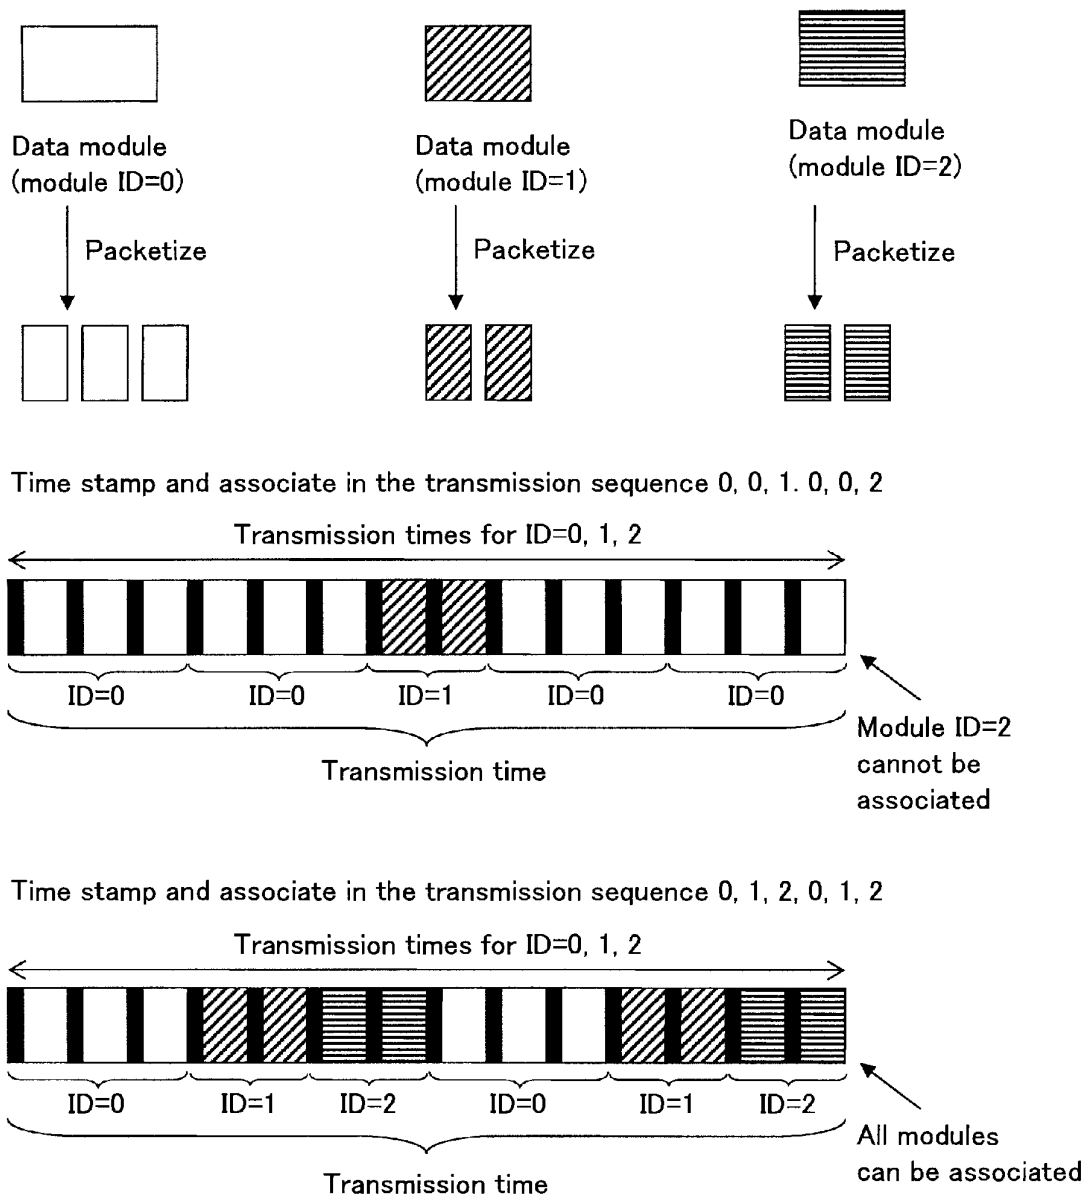 Data module
(module ID=0)
Data module
(module ID=1)
Data module
(module ID=2)
Packetize
Packetize
Packetize
Time stamp and associate in the transmission sequence 0, 0, 1. 0, 0, 2
Transmission times for ID=0, 1, 2
ID=0
ID=0
ID=1
ID=0
ID=0
Transmission time
Module ID=2
cannot be
associated
Time stamp and associate in the transmission sequence 0, 1, 2, 0, 1, 2
Transmission times for ID=0, 1, 2
ID=0
ID=1
ID=2
ID=0
ID=1
ID=2
Transmission time
All modules
can be associated